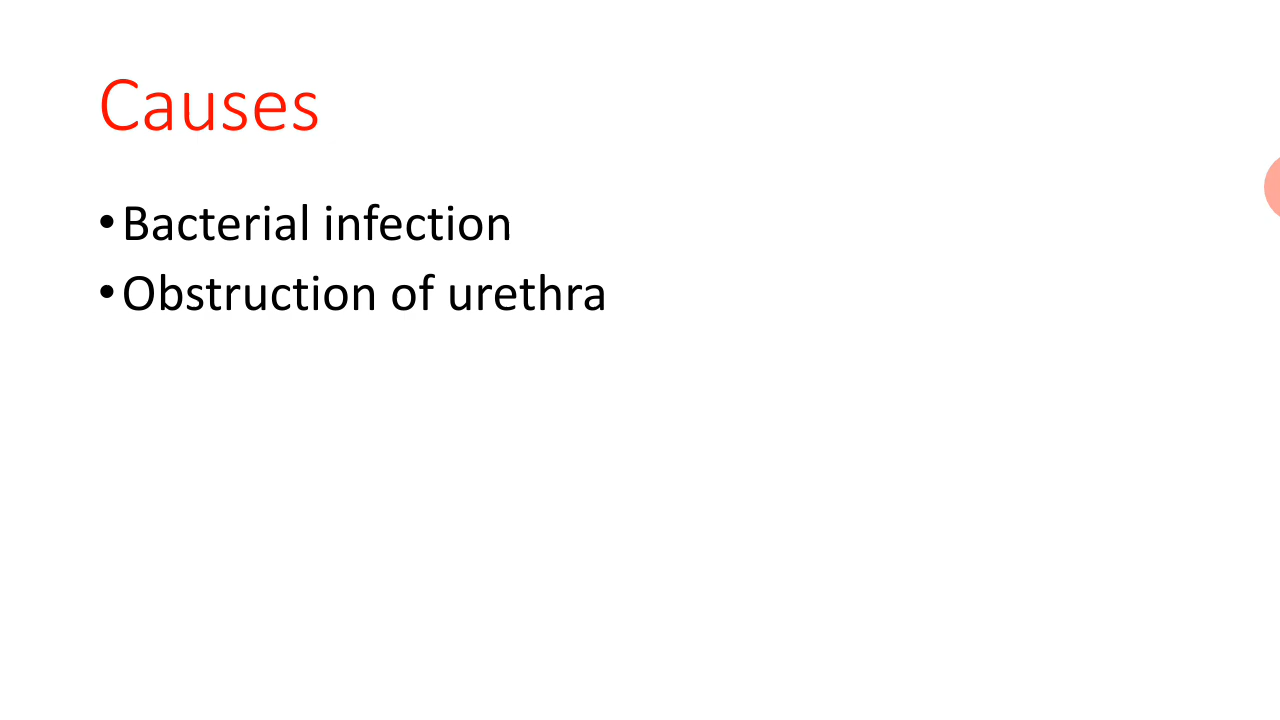 Causes
•Bacterial infection
•Obstruction of urethra